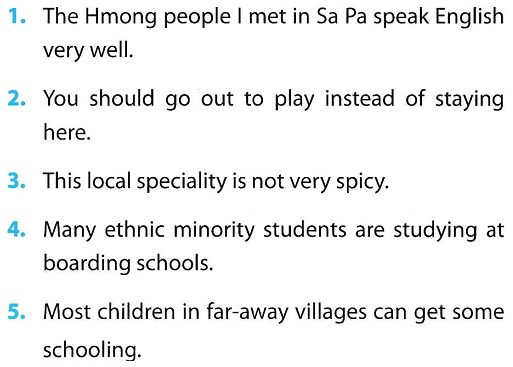 1. The Hmong people I met in Sa Pa speak English
very well.
2. You should go out to play instead of staying
here.
3. This local speciality is not very spicy.
4. Many ethnic minority students are studying at
boarding schools.
5. Most children in far-away villages can get some
schooling.